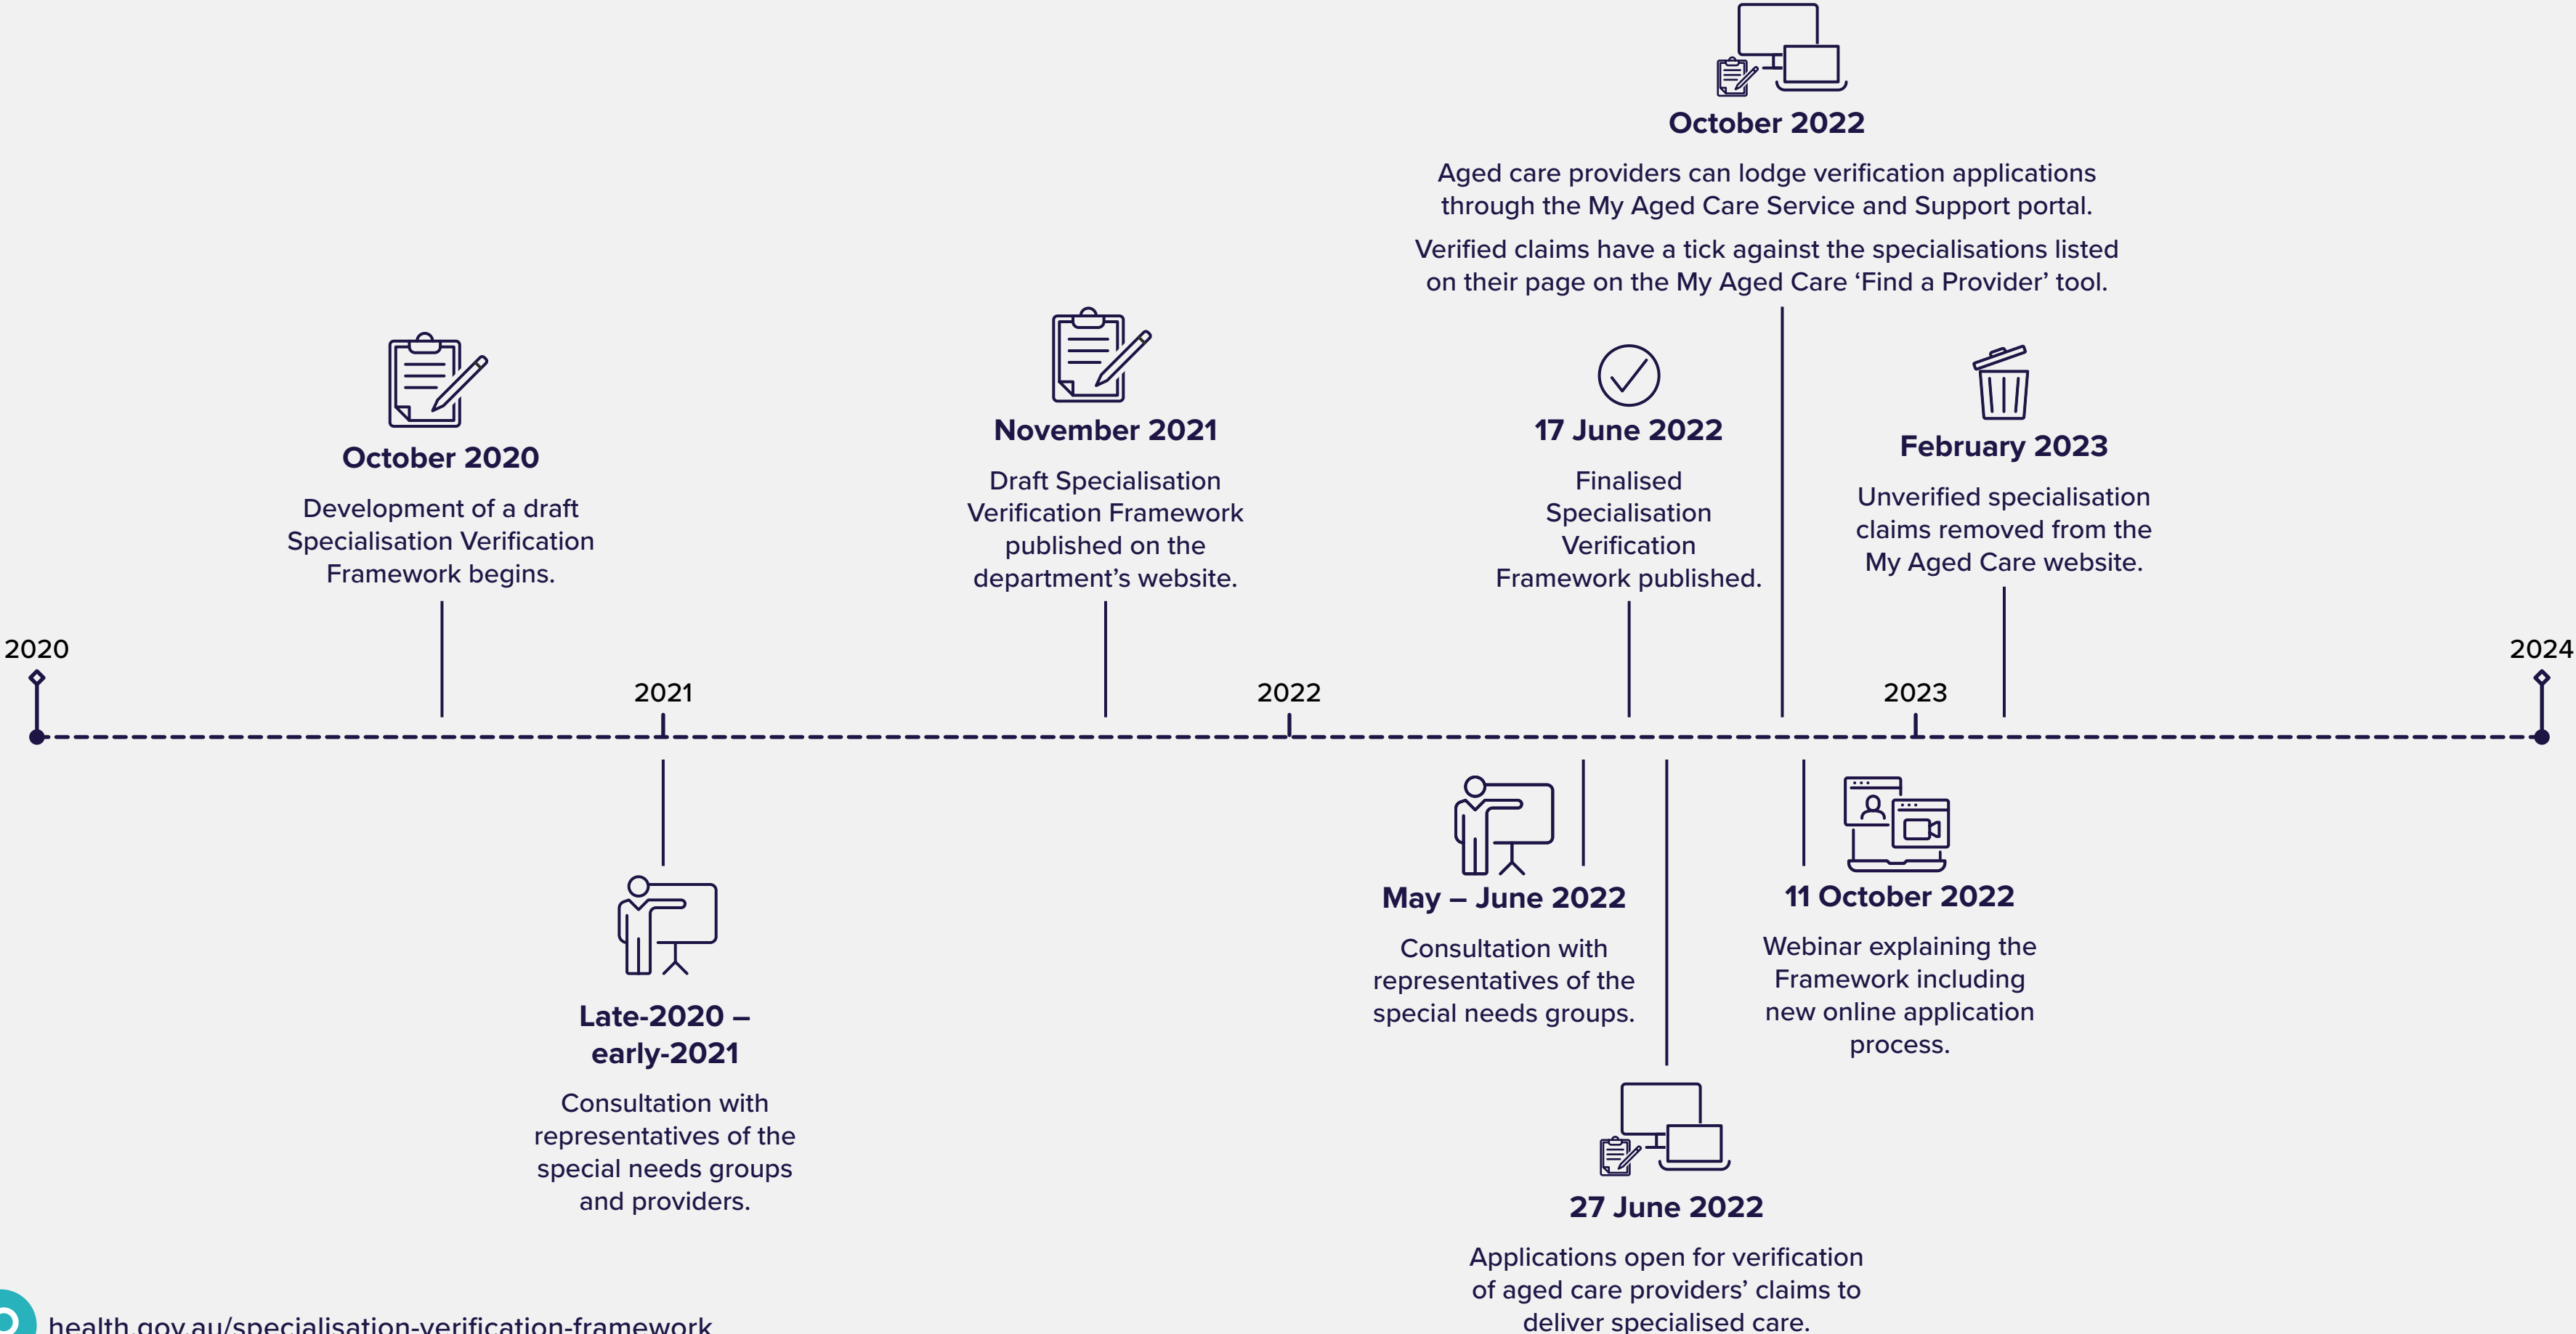 October 2022
Aged care providers can lodge verification applications
through the My Aged Care Service and Support portal.
Verified claims have a tick against the specialisations listed
on their page on the My Aged Care ‘Find a Provider’ tool.
October 2020
Development of a draft
Specialisation Verification
Framework begins.
November 2021
Draft Specialisation
Verification Framework
published on the
department’s website.
17 June 2022
Finalised
Specialisation
Verification
Framework published.
February 2023
Unverified specialisation
claims removed from the
My Aged Care website.
2020
2021
2022
2023
2024
Late-2020 –
early-2021
Consultation with
representatives of the
special needs groups
and providers.
May – June 2022
Consultation with
representatives of the
special needs groups.
11 October 2022
Webinar explaining the
Framework including
new online application
process.
27 June 2022
Applications open for verification
of aged care providers’ claims to
deliver specialised care.
health.gov.au/specialisation-verification-framework